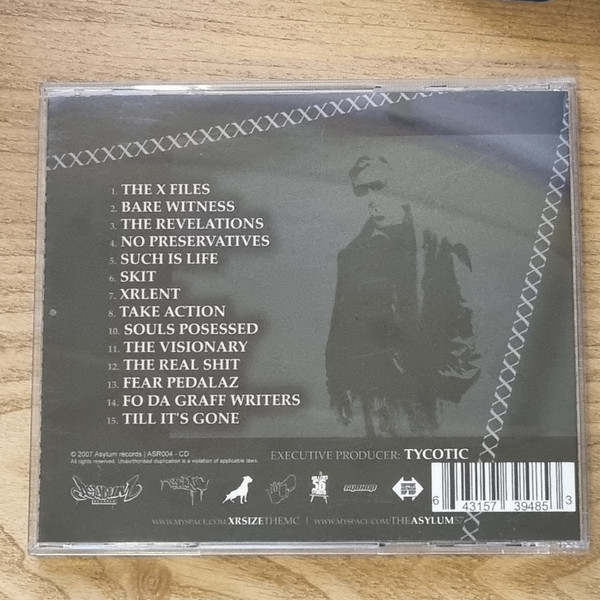 1. THE X FILES
2. BARE WITNESS
3. THE REVELATIONS
4. NO PRESERVATIVES
5. SUCH IS LIFE
6. SKIT
7. XRLENT
8. TAKE ACTION
10. SOULS POSESSED
11. THE VISIONARY
12. THE REAL SHIT
13. FEAR PEDALAZ
14. FO DA GRAFF WRITERS
15. TILL IT'S GONE
© 2007 Asylum records | ASR004 - CD
All rights reserved. Unauthorised duplication is a violation of applicable laws.
EXECUTIVE PRODUCER: TYCOTIC
6 43157 39485 3
WWW.MYSPACE.COM/XRSIZETHEMC | WWW.MYSPACE.COM/THEASYLUM57